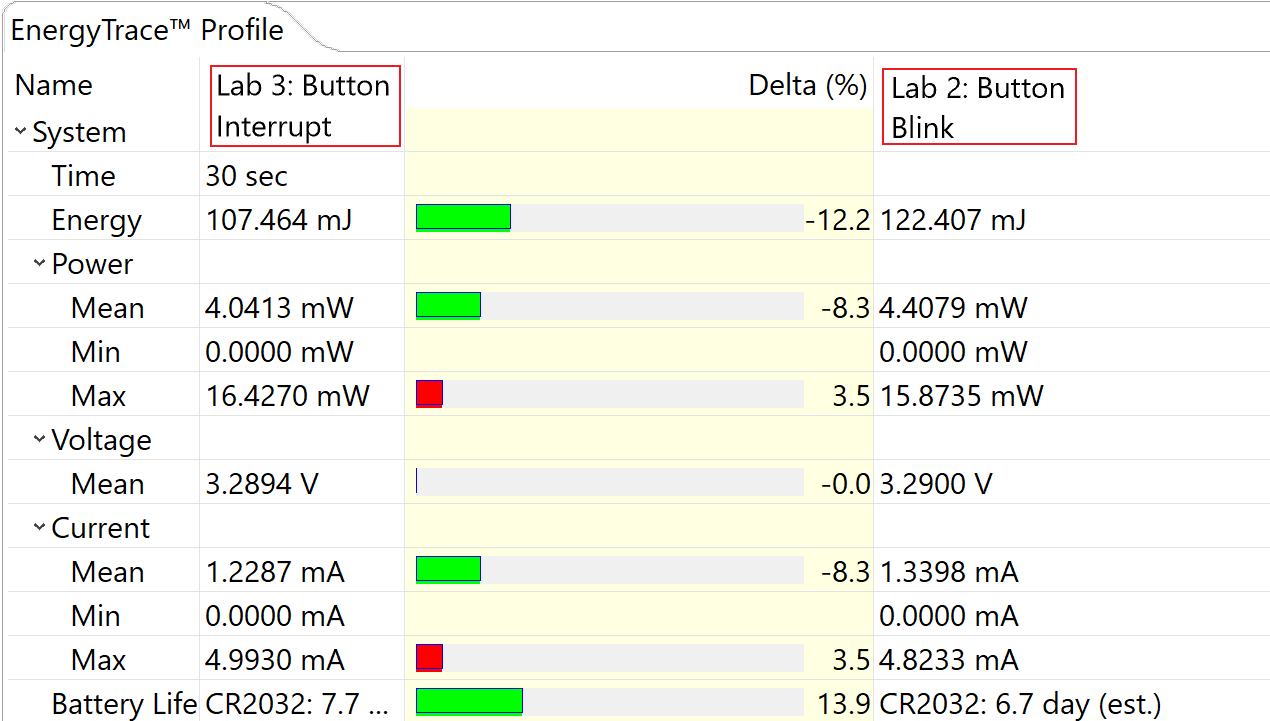 EnergyTrace™ Profile
Name Lab 3: Button Interrupt Delta (%) Lab 2: Button Blink
System
Time 30 sec
Energy 107.464 mJ -12.2 122.407 mJ
Power
Mean 4.0413 mW -8.3 4.4079 mW
Min 0.0000 mW 0.0000 mW
Max 16.4270 mW 3.5 15.8735 mW
Voltage
Mean 3.2894 V -0.0 3.2900 V
Current
Mean 1.2287 mA -8.3 1.3398 mA
Min 0.0000 mA 0.0000 mA
Max 4.9930 mA 3.5 4.8233 mA
Battery Life CR2032: 7.7 ... 13.9 CR2032: 6.7 day (est.)